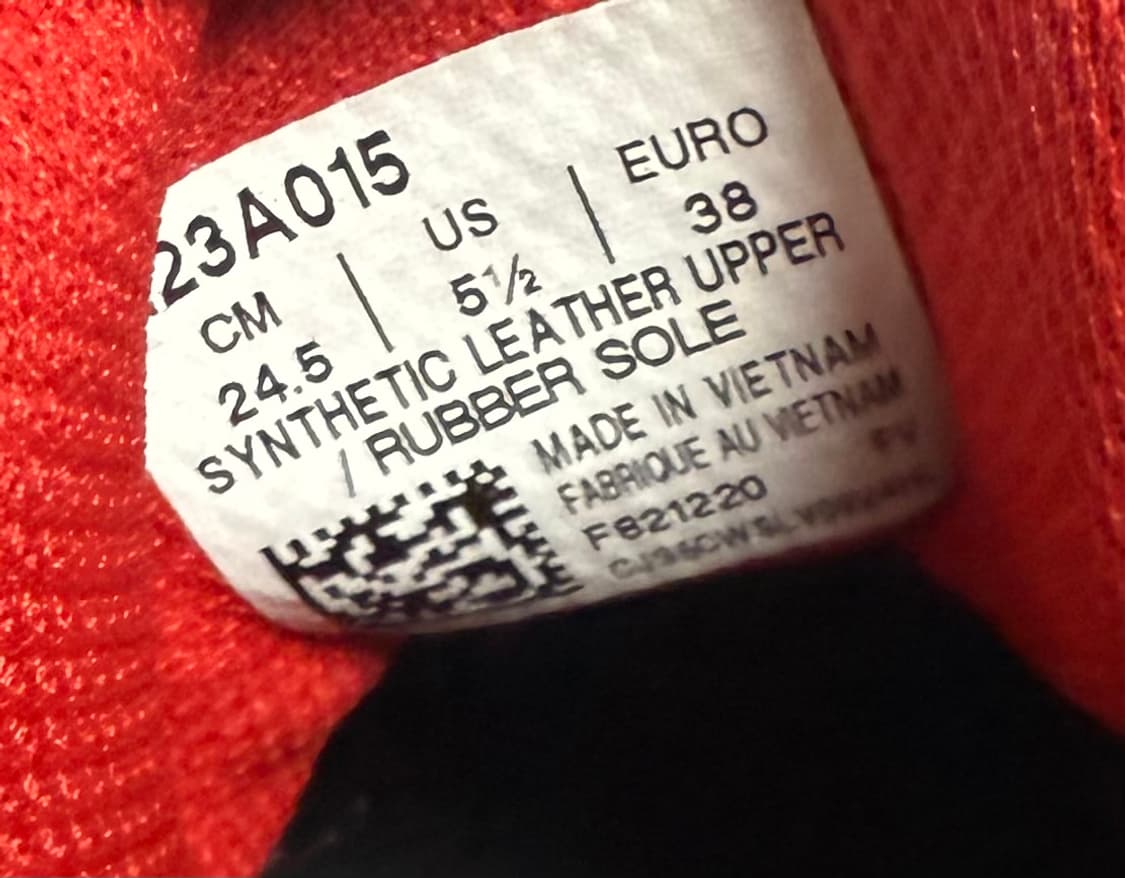 23A015
CM | US | EURO
24.5 | 5½ | 38
SYNTHETIC LEATHER UPPER
/ RUBBER SOLE
MADE IN VIETNAM
FABRIQUE AU VIETNAM
F821220